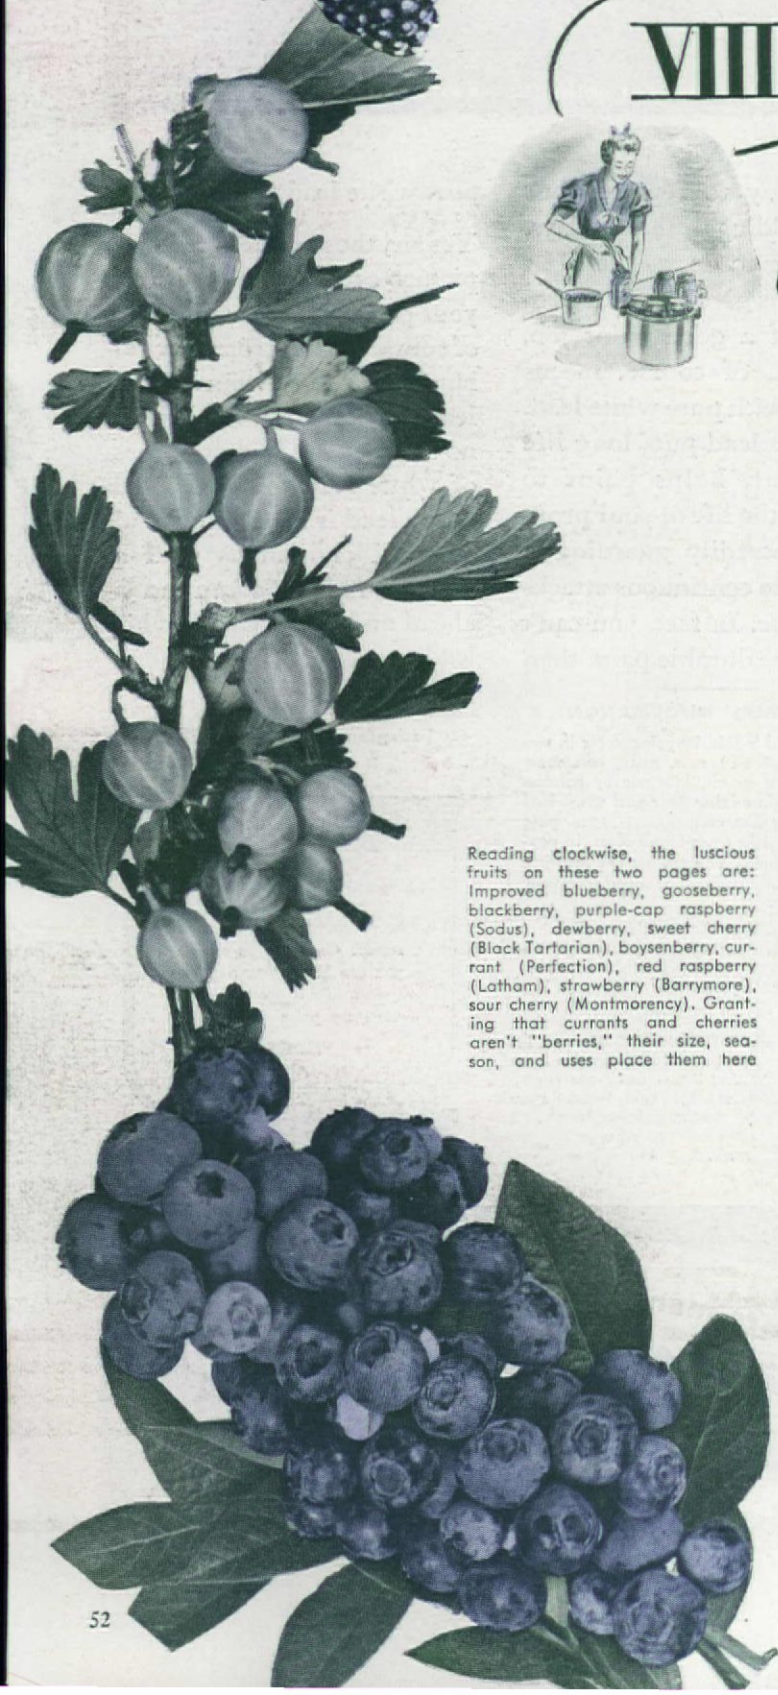 VIII
Reading clockwise, the luscious
fruits on these two pages are:
Improved blueberry, gooseberry,
blackberry, purple-cap raspberry
(Sodus), dewberry, sweet cherry
(Black Tartarian), boysenberry, cur-
rant (Perfection), red raspberry
(Latham), strawberry (Barrymore),
sour cherry (Montmorency). Grant-
ing that currants and cherries
aren't "berries," their size, sea-
son, and uses place them here
52